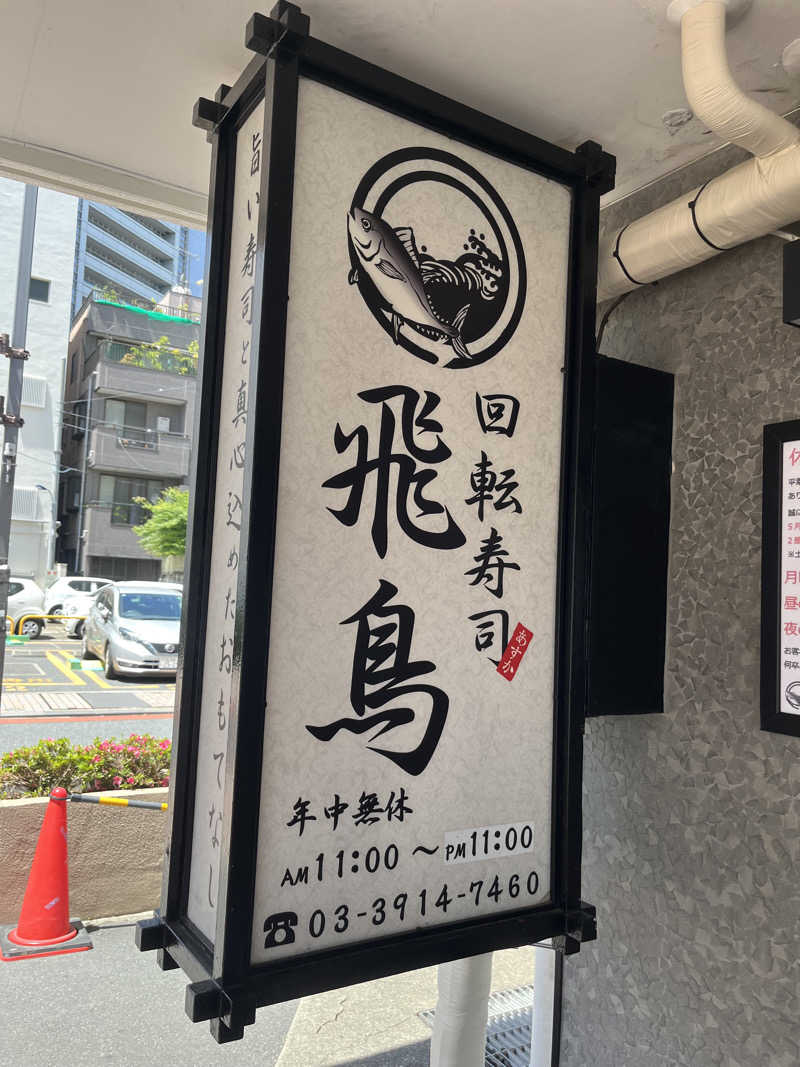 旨い寿司と真心込めたおもてなし
回転寿司
あすか
飛鳥
年中無休
AM11:00～PM11:00
☎03-3914-7460